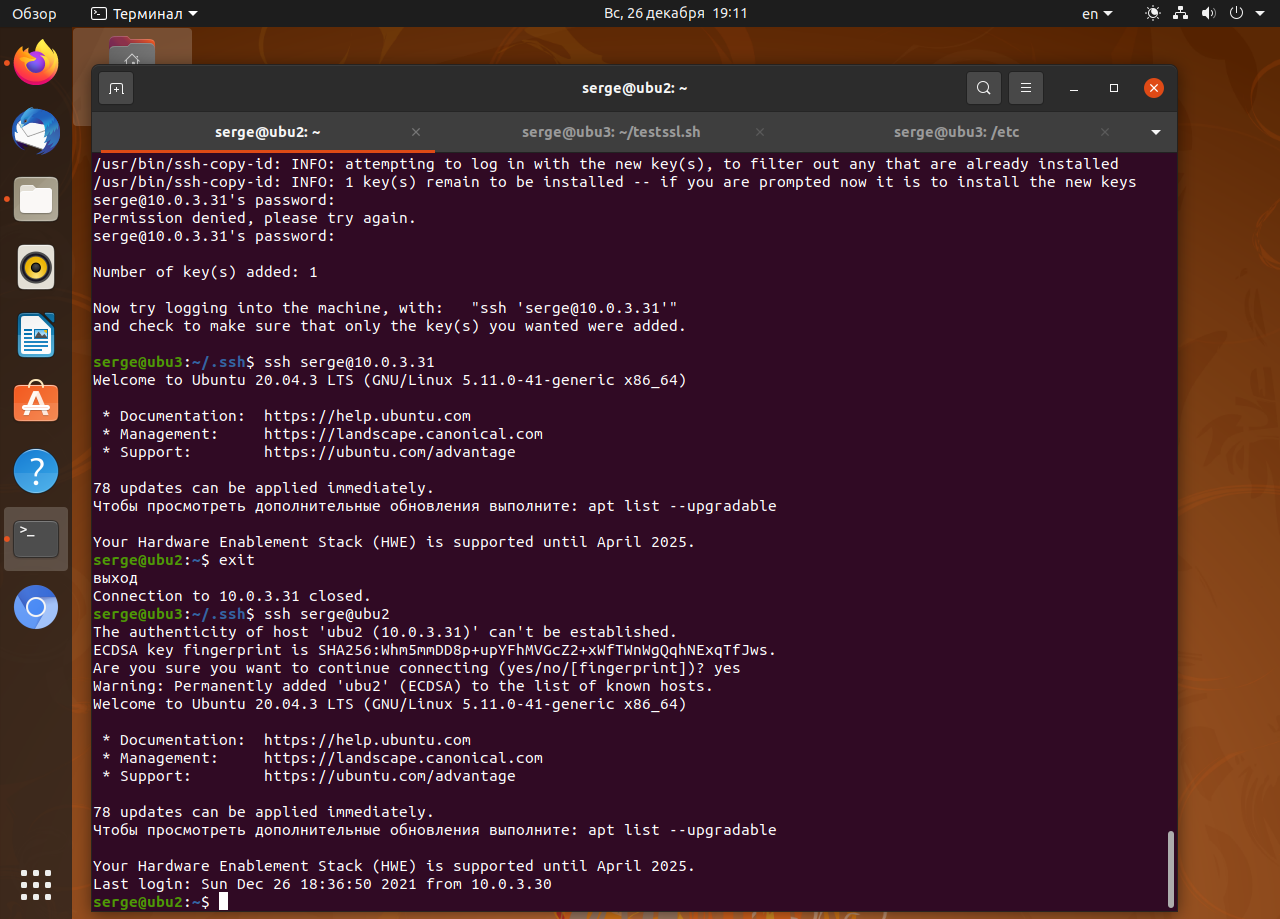 Обзор
Терминал
Вс, 26 декабря 19:11
en
serge@ubu2: ~
serge@ubu2: ~
serge@ubu3: ~/testssl.sh
serge@ubu3: /etc
/usr/bin/ssh-copy-id: INFO: attempting to log in with the new key(s), to filter out any that are already installed
/usr/bin/ssh-copy-id: INFO: 1 key(s) remain to be installed -- if you are prompted now it is to install the new keys
serge@10.0.3.31's password:
Permission denied, please try again.
serge@10.0.3.31's password:
Number of key(s) added: 1
Now try logging into the machine, with:   "ssh 'serge@10.0.3.31'"
and check to make sure that only the key(s) you wanted were added.
serge@ubu3:~/.ssh$ ssh serge@10.0.3.31
Welcome to Ubuntu 20.04.3 LTS (GNU/Linux 5.11.0-41-generic x86_64)
* Documentation:  https://help.ubuntu.com
* Management:     https://landscape.canonical.com
* Support:        https://ubuntu.com/advantage
78 updates can be applied immediately.
Чтобы просмотреть дополнительные обновления выполните: apt list --upgradable
Your Hardware Enablement Stack (HWE) is supported until April 2025.
serge@ubu2:~$ exit
выход
Connection to 10.0.3.31 closed.
serge@ubu3:~/.ssh$ ssh serge@ubu2
The authenticity of host 'ubu2 (10.0.3.31)' can't be established.
ECDSA key fingerprint is SHA256:Whm5mmDD8p+upYFhMVGcZ2+xWfTWnWgQqhNExqTfJws.
Are you sure you want to continue connecting (yes/no/[fingerprint])? yes
Warning: Permanently added 'ubu2' (ECDSA) to the list of known hosts.
Welcome to Ubuntu 20.04.3 LTS (GNU/Linux 5.11.0-41-generic x86_64)
* Documentation:  https://help.ubuntu.com
* Management:     https://landscape.canonical.com
* Support:        https://ubuntu.com/advantage
78 updates can be applied immediately.
Чтобы просмотреть дополнительные обновления выполните: apt list --upgradable
Your Hardware Enablement Stack (HWE) is supported until April 2025.
Last login: Sun Dec 26 18:36:50 2021 from 10.0.3.30
serge@ubu2:~$